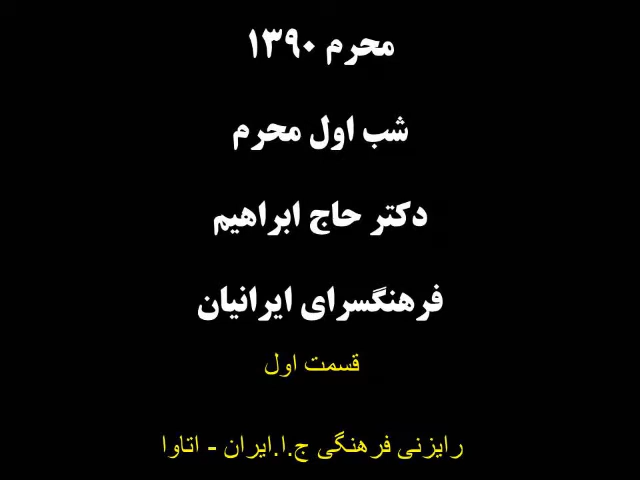 محرم ۱۳۹۰
شب اول محرم
دکتر حاج ابراهیم
فرهنگسرای ایرانیان
قسمت اول
رایزنی فرهنگی ج.ا.ایران - اتاوا